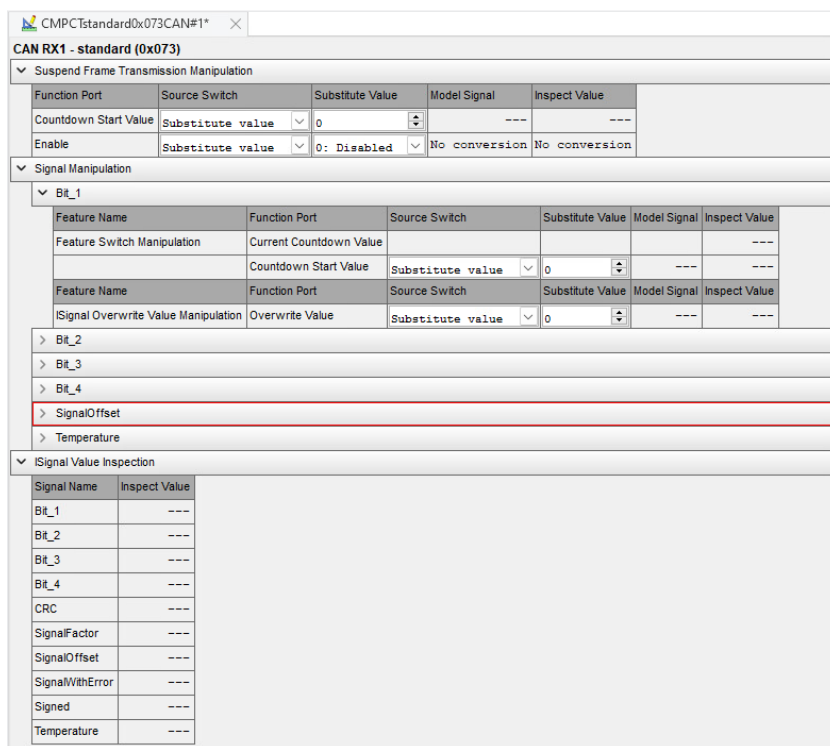 CMPCTstandard0x073CAN#1*
CAN RX1 - standard (0x073)
Suspend Frame Transmission Manipulation
Function Port Source Switch Substitute Value Model Signal Inspect Value
Countdown Start Value Substitute value 0 --- ---
Enable Substitute value 0: Disabled No conversion No conversion
Signal Manipulation
Bit_1
Feature Name Function Port Source Switch Substitute Value Model Signal Inspect Value
Feature Switch Manipulation Current Countdown Value ---
Countdown Start Value Substitute value 0 --- ---
Feature Name Function Port Source Switch Substitute Value Model Signal Inspect Value
ISignal Overwrite Value Manipulation Overwrite Value Substitute value 0 --- ---
Bit_2
Bit_3
Bit_4
SignalOffset
Temperature
ISignal Value Inspection
Signal Name Inspect Value
Bit_1 ---
Bit_2 ---
Bit_3 ---
Bit_4 ---
CRC ---
SignalFactor ---
SignalOffset ---
SignalWithError ---
Signed ---
Temperature ---